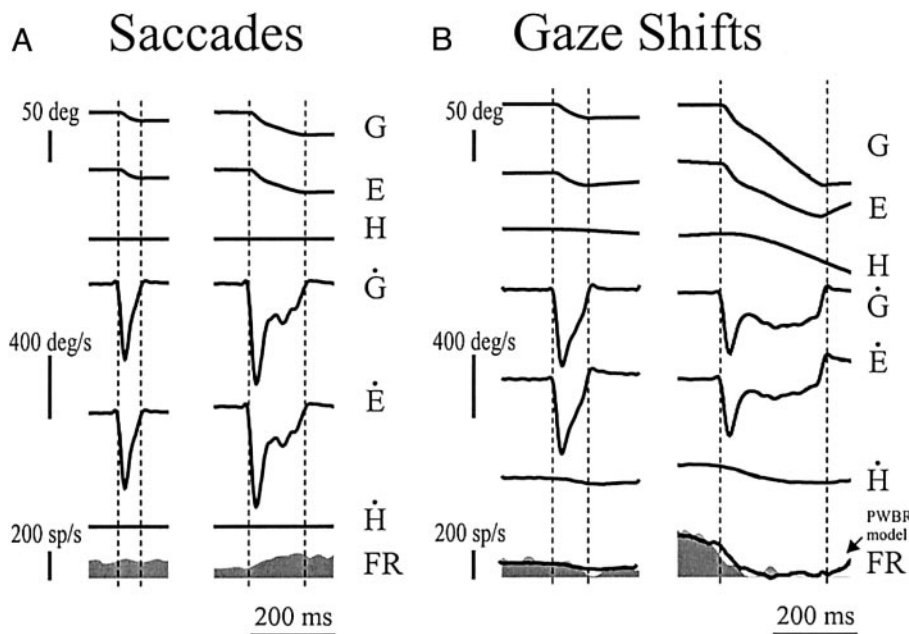 A Saccades
B Gaze Shifts
50 deg
G
E
H
Ġ
400 deg/s
Ė
Ḣ
200 sp/s
FR
200 ms
50 deg
G
E
H
Ġ
400 deg/s
Ė
Ḣ
200 sp/s
PWBR
model
FR
200 ms